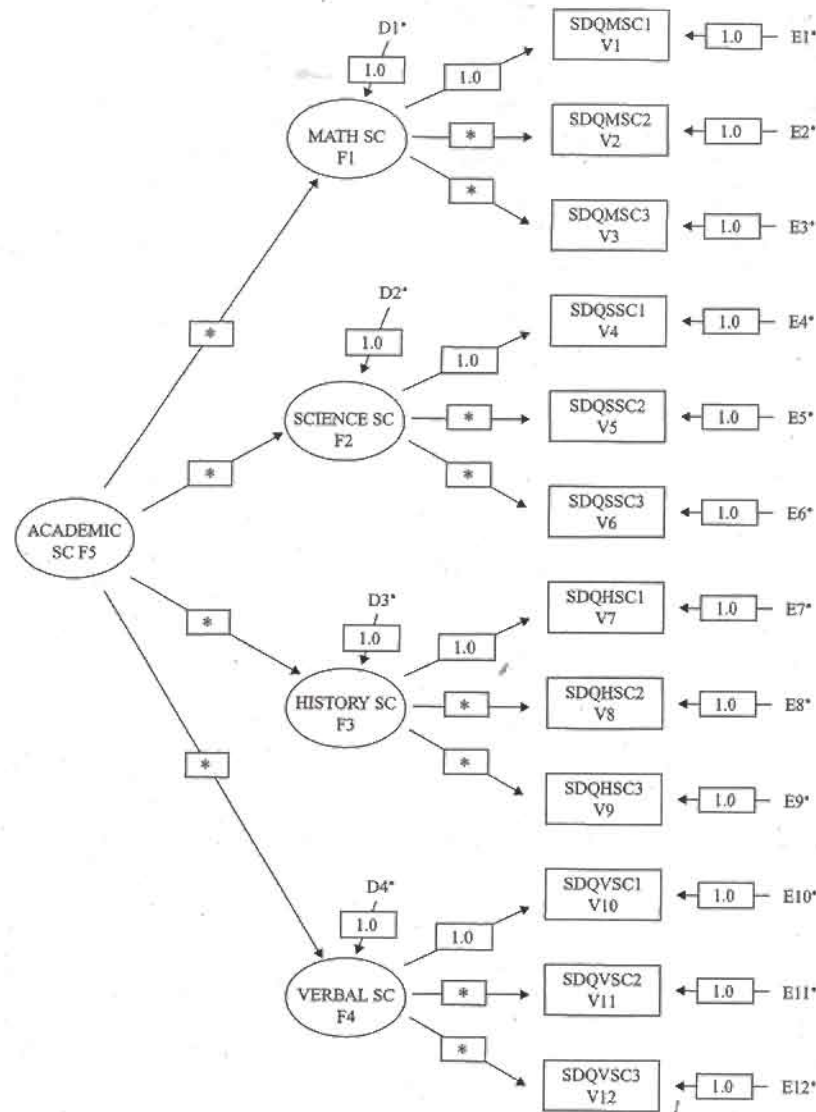 D1*
1.0
1.0
SDQMSC1
V1
1.0
E1*
MATH SC
F1
*
SDQMSC2
V2
1.0
E2*
*
SDQMSC3
V3
1.0
E3*
*
D2*
1.0
1.0
SDQSSC1
V4
1.0
E4*
SCIENCE SC
F2
*
SDQSSC2
V5
1.0
E5*
*
*
SDQSSC3
V6
1.0
E6*
ACADEMIC
SC F5
*
D3*
1.0
1.0
SDQHSC1
V7
1.0
E7*
HISTORY SC
F3
*
SDQHSC2
V8
1.0
E8*
*
*
SDQHSC3
V9
1.0
E9*
D4*
1.0
1.0
SDQVSC1
V10
1.0
E10*
VERBAL SC
F4
*
SDQVSC2
V11
1.0
E11*
*
SDQVSC3
V12
1.0
E12*